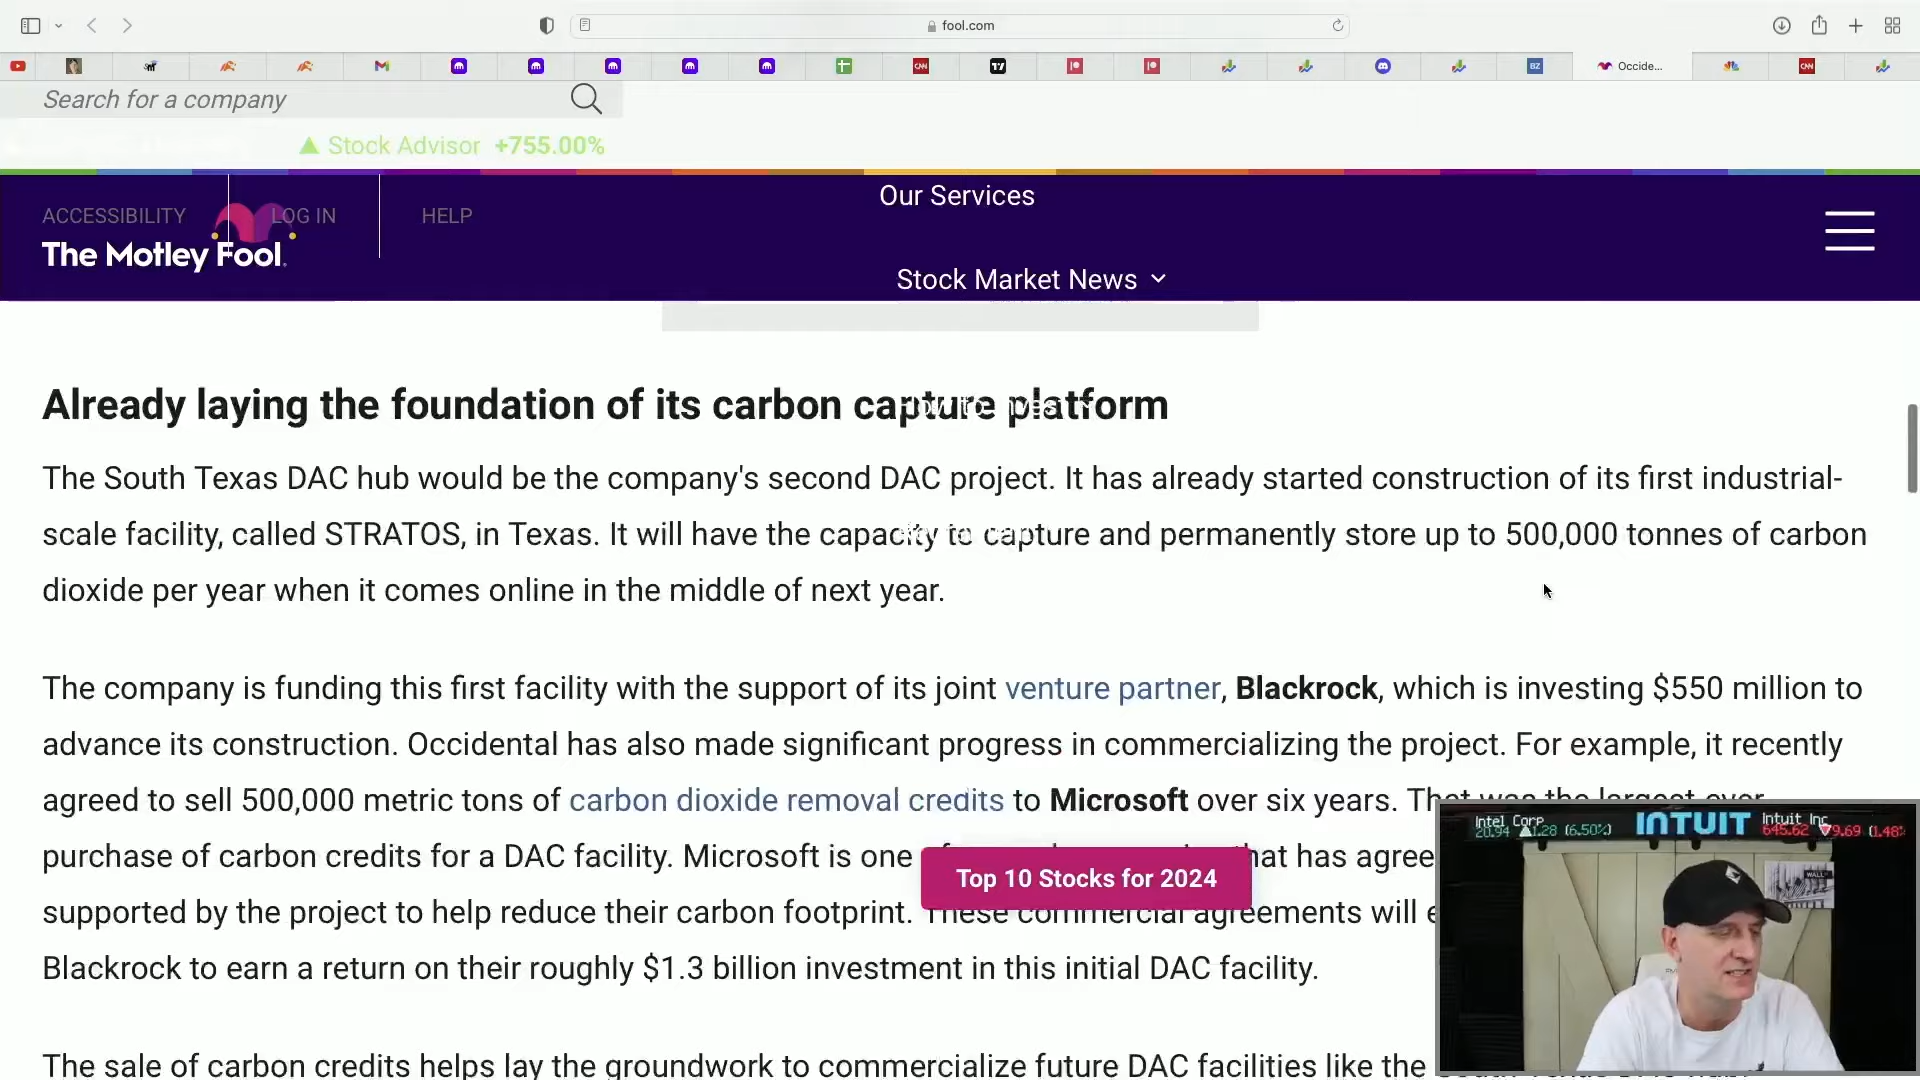 fool.com
Occide...
Search for a company
Stock Advisor +755.00%
ACCESSIBILITY LOG IN HELP
Our Services
The Motley Fool.
Stock Market News
Already laying the foundation of its carbon capture platform
The South Texas DAC hub would be the company's second DAC project. It has already started construction of its first industrial-
scale facility, called STRATOS, in Texas. It will have the capacity to capture and permanently store up to 500,000 tonnes of carbon
dioxide per year when it comes online in the middle of next year.
The company is funding this first facility with the support of its joint venture partner, Blackrock, which is investing $550 million to
advance its construction. Occidental has also made significant progress in commercializing the project. For example, it recently
agreed to sell 500,000 metric tons of carbon dioxide removal credits to Microsoft over six years. That was the largest-ever
purchase of carbon credits for a DAC facility. Microsoft is one that has agree
Top 10 Stocks for 2024
supported by the project to help reduce their carbon footprint. These commercial agreements will
Blackrock to earn a return on their roughly $1.3 billion investment in this initial DAC facility.
The sale of carbon credits helps lay the groundwork to commercialize future DAC facilities like the
Intel Corp
20.94 1.28 (6.50%)
INTUIT
Intuit Inc
645.62 9.69 (1.48%
WALL